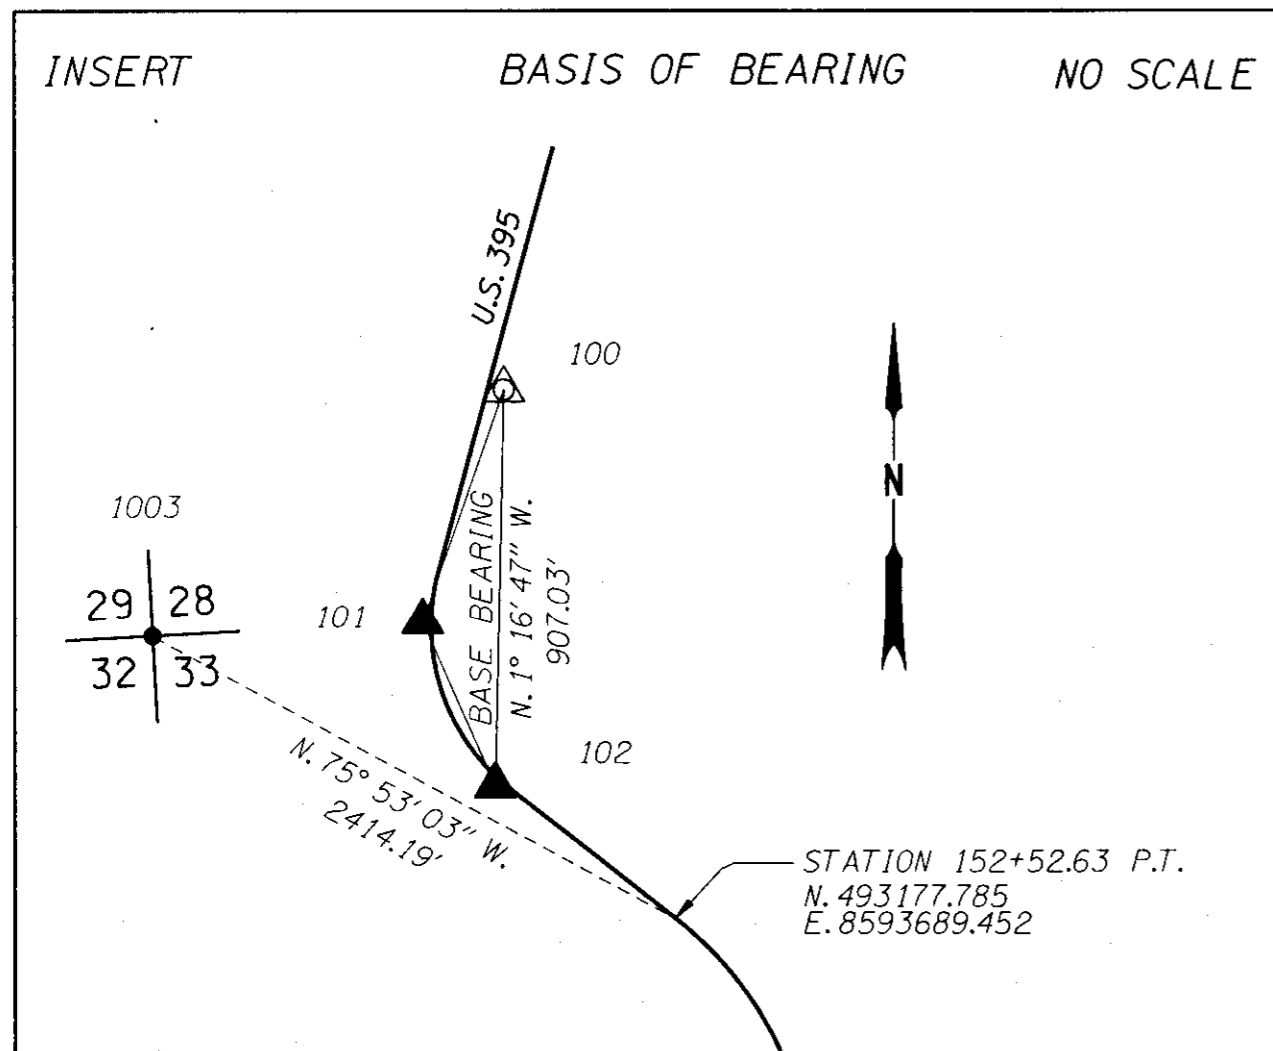 INSERT
BASIS OF BEARING
NO SCALE
U.S. 395
100
N
1003
29 28
32 33
101
BASE BEARING
N. 1° 16' 47" W.
907.03'
102
N. 75° 53' 03" W.
2414.19'
STATION 152+52.63 P.T.
N. 493177.785
E. 8593689.452